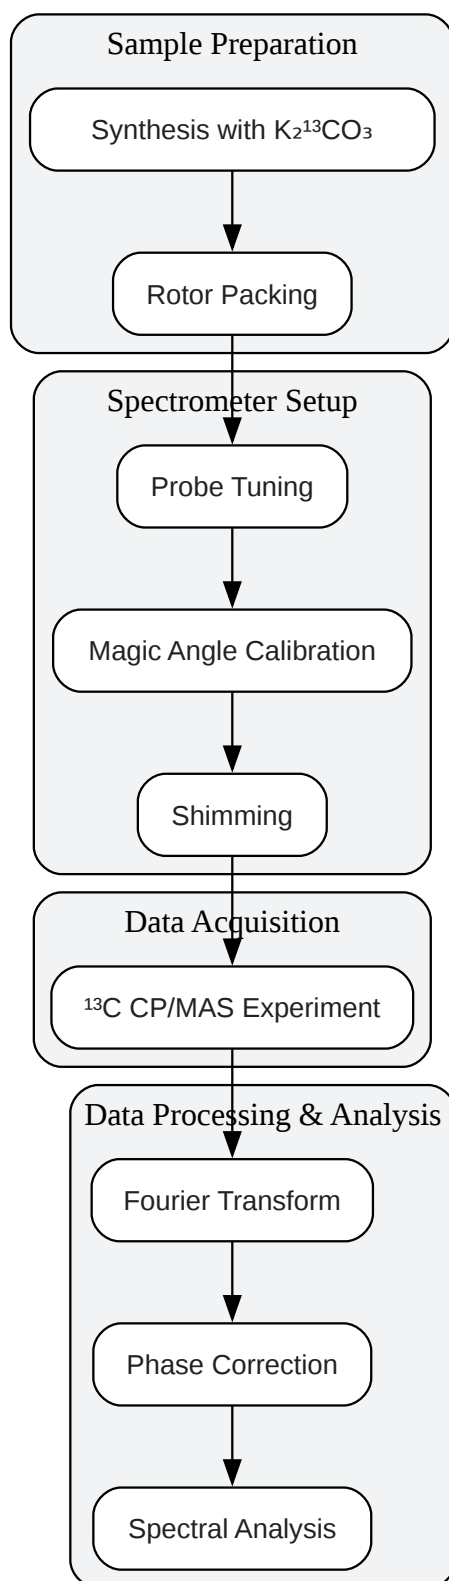 Sample Preparation
Synthesis with K₂¹³CO₃
Rotor Packing
Spectrometer Setup
Probe Tuning
Magic Angle Calibration
Shimming
Data Acquisition
¹³C CP/MAS Experiment
Data Processing & Analysis
Fourier Transform
Phase Correction
Spectral Analysis